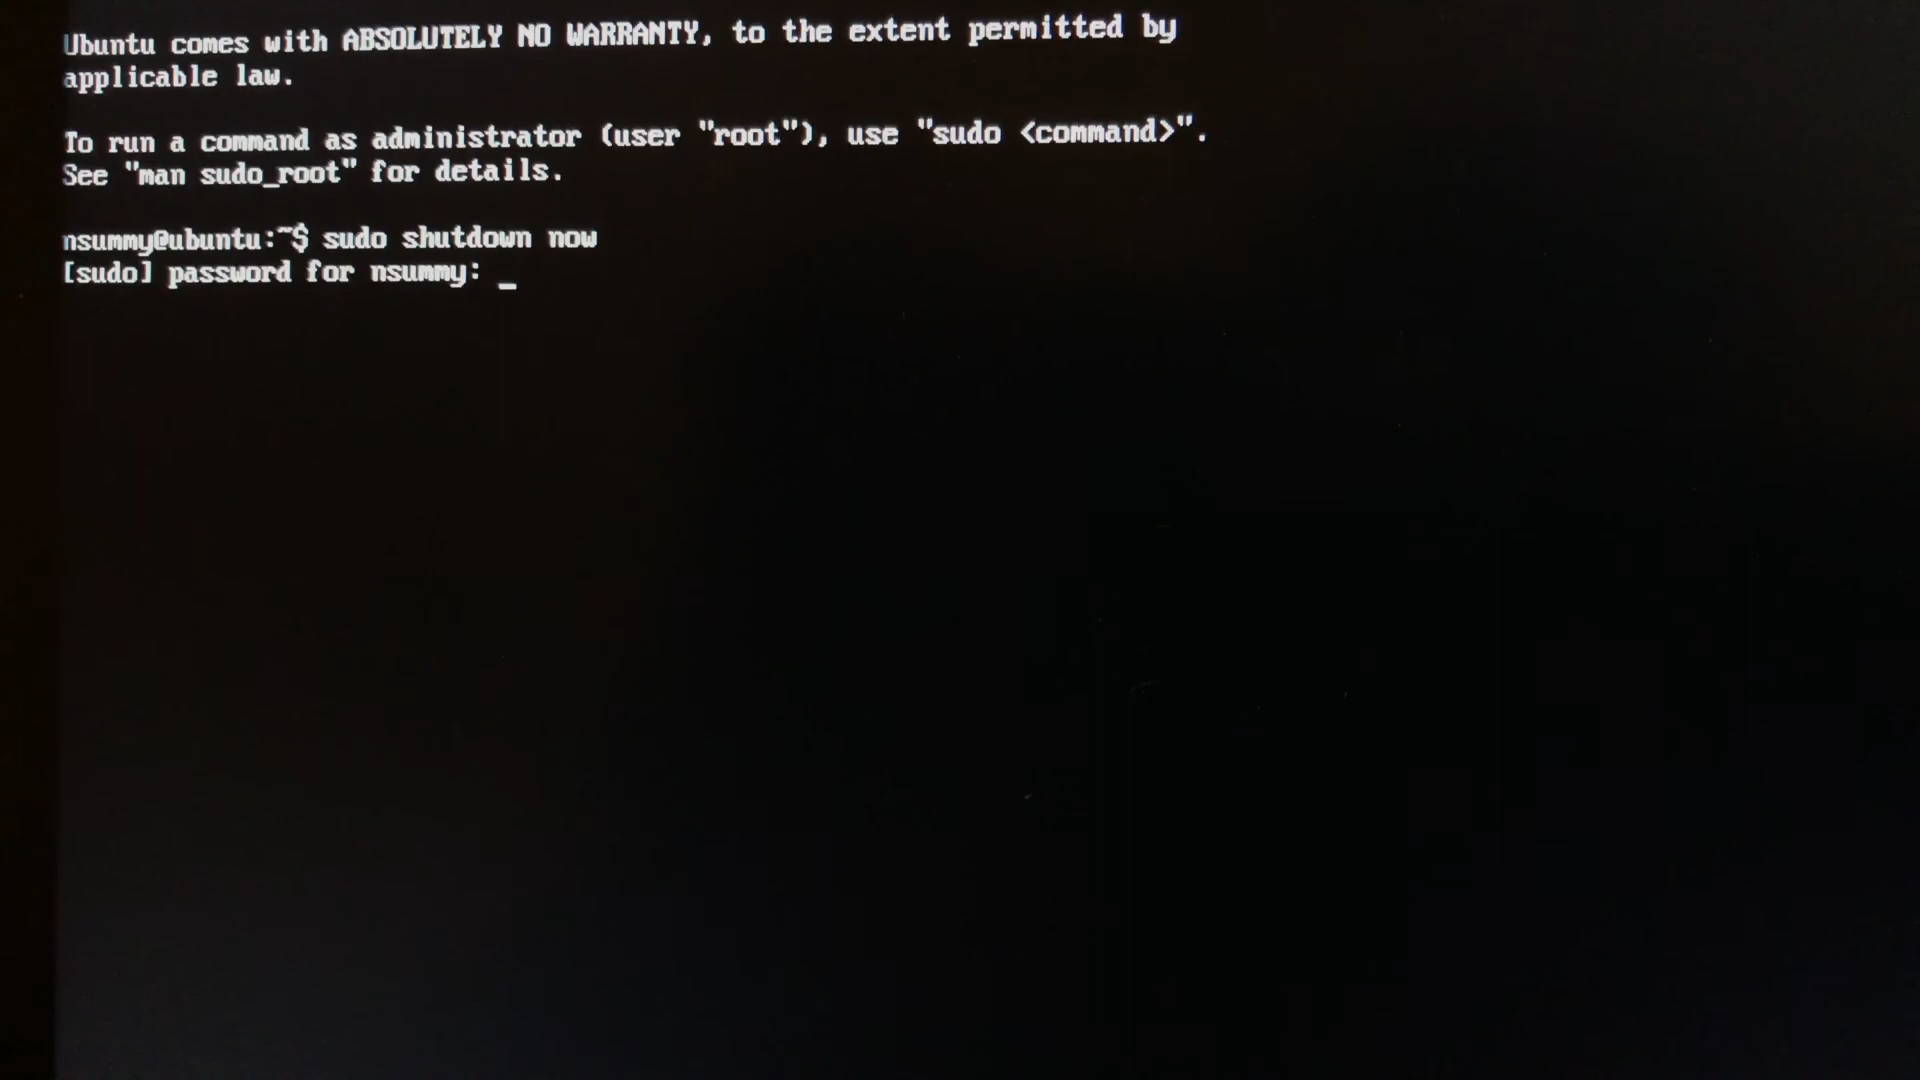 Ubuntu comes with ABSOLUTELY NO WARRANTY, to the extent permitted by
applicable law.
To run a command as administrator (user "root"), use "sudo <command>".
See "man sudo_root" for details.
nsummy@ubuntu:~$ sudo shutdown now
[sudo] password for nsummy: _